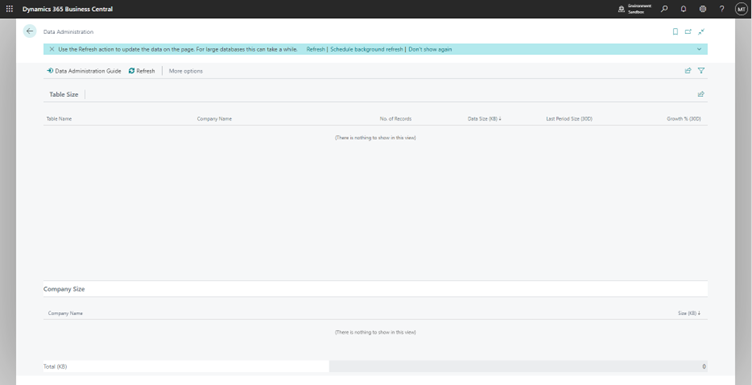 Dynamics 365 Business Central
Environment:
Sandbox
?
MT
Data Administration
Use the Refresh action to update the data on the page. For large databases this can take a while. Refresh | Schedule background refresh | Don't show again
Data Administration Guide Refresh More options
Table Size
Table Name Company Name No. of Records Data Size (KB) ↓ Last Period Size (30D) Growth % (30D)
(There is nothing to show in this view)
Company Size
Company Name Size (KB) ↓
(There is nothing to show in this view)
Total (KB) 0